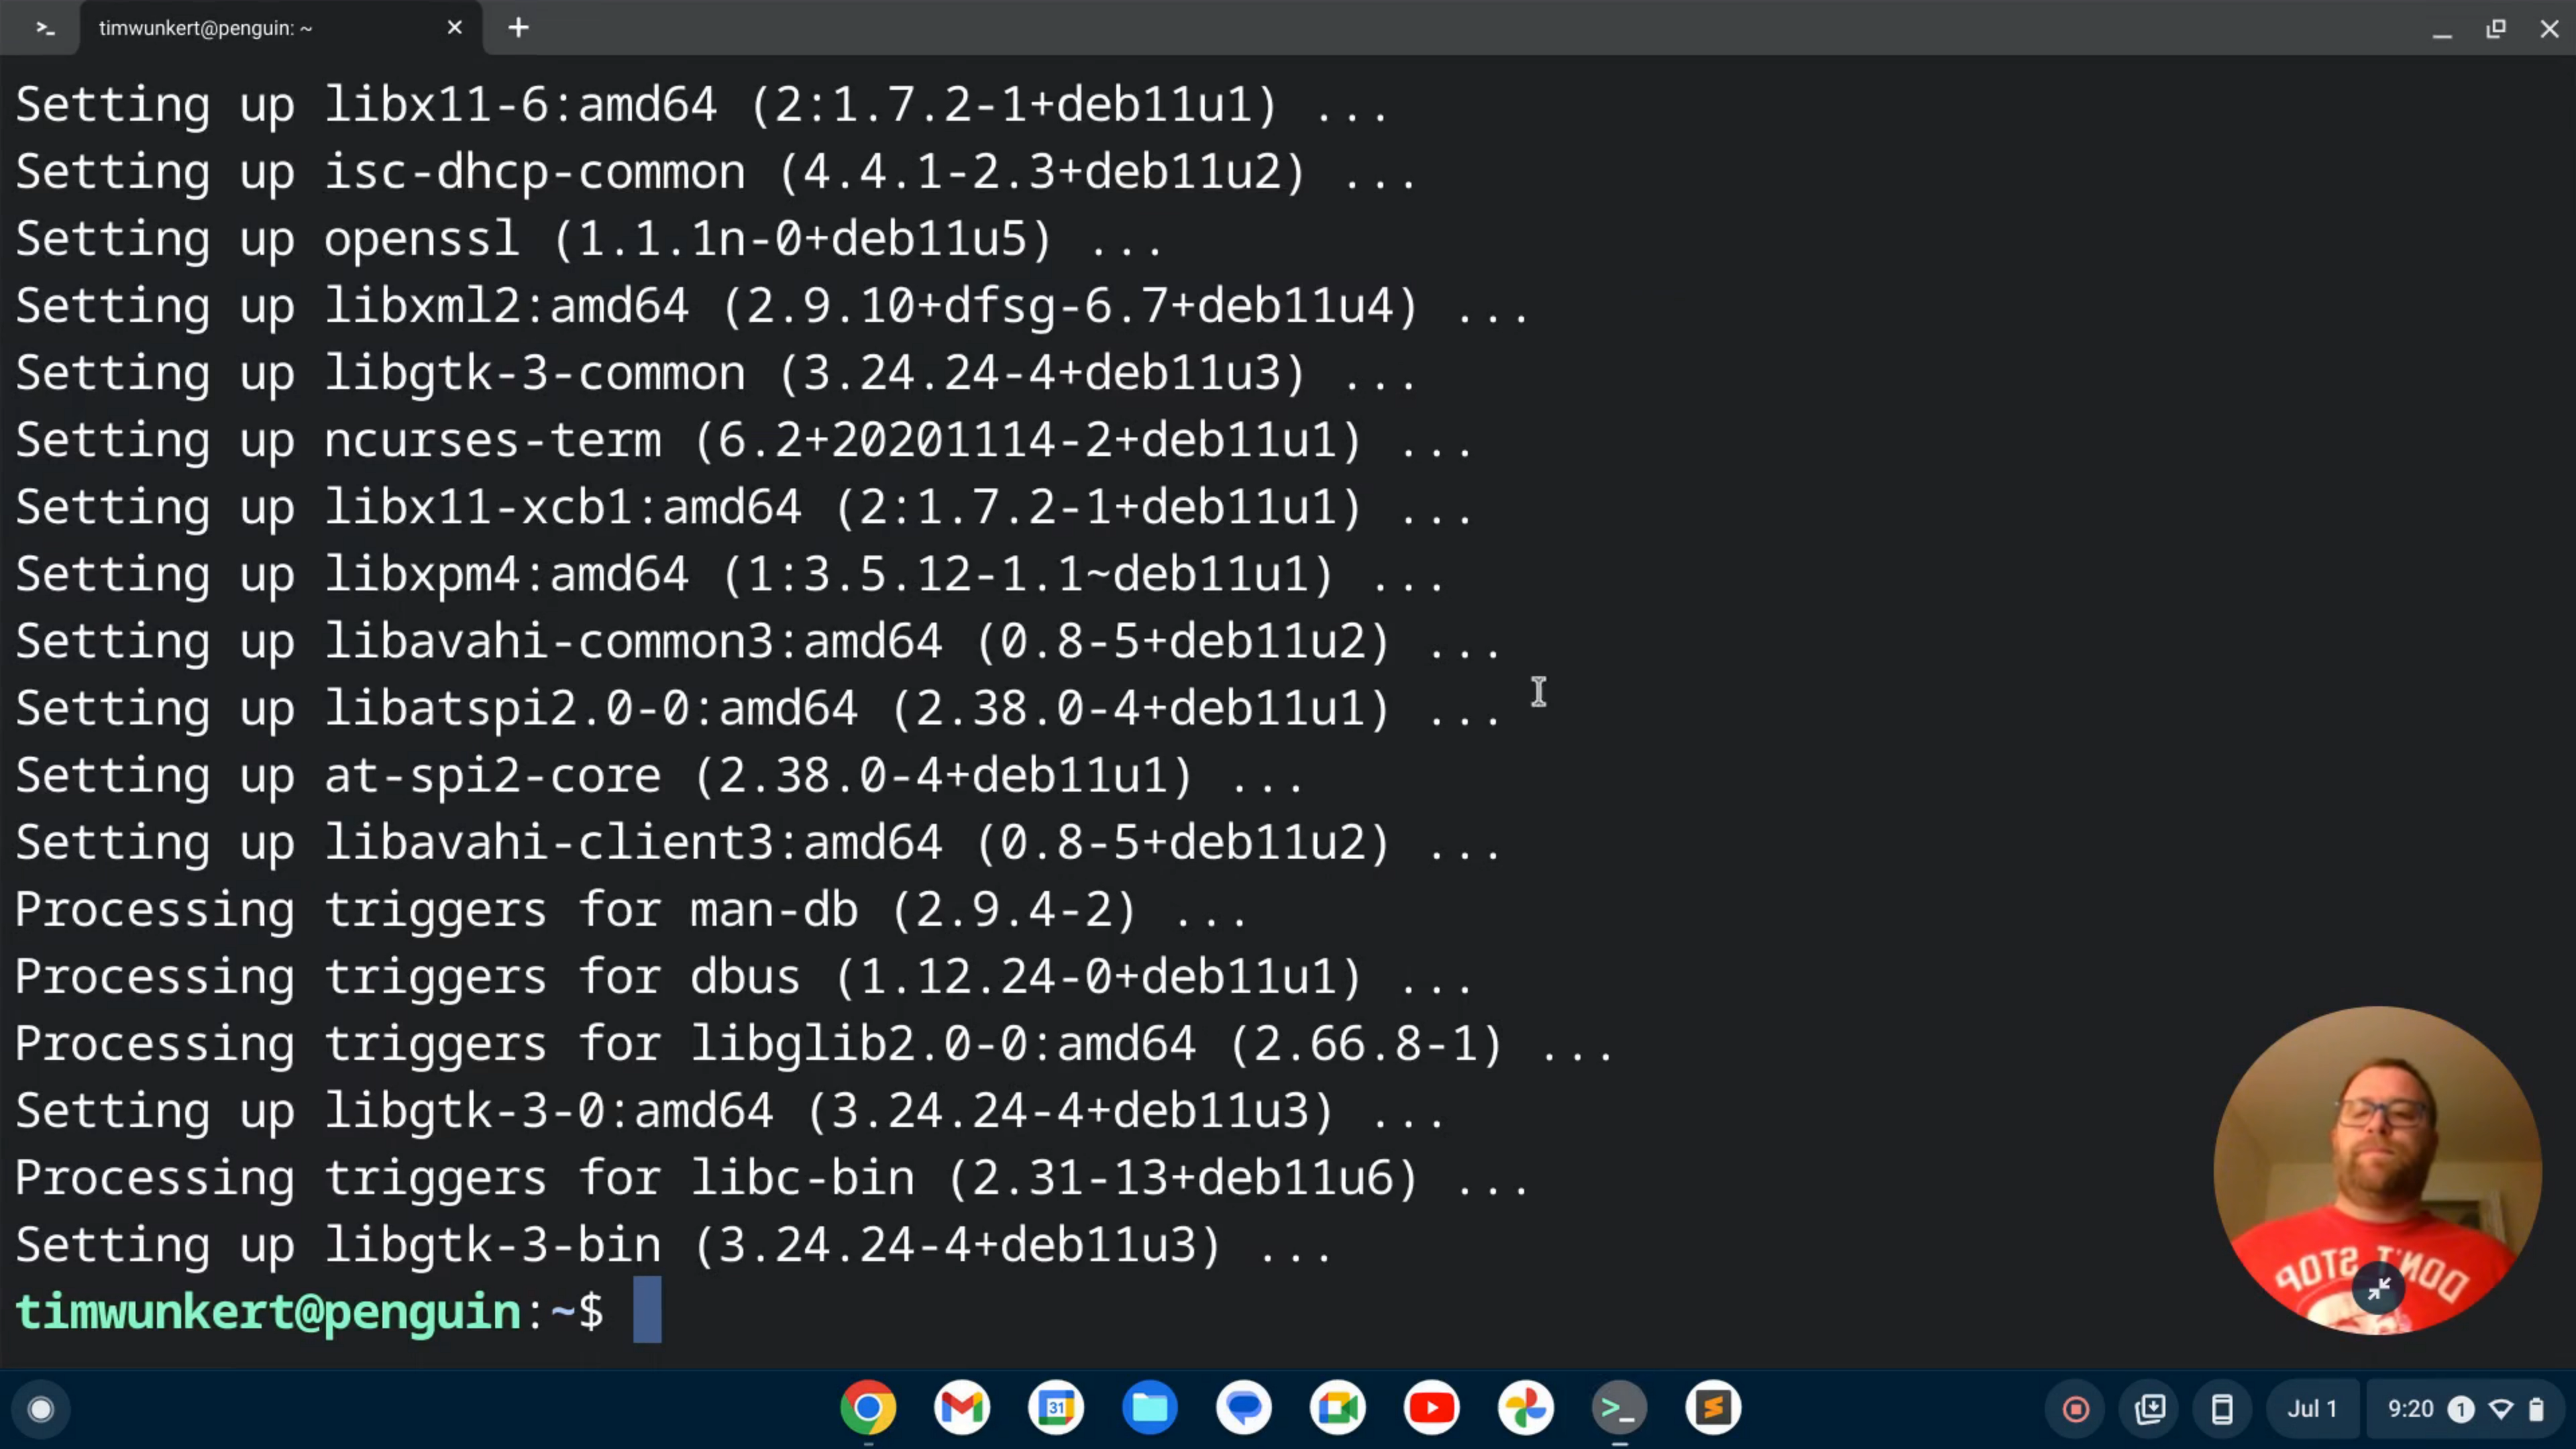 >_ timwunkert@penguin: ~
Setting up libx11-6:amd64 (2:1.7.2-1+deb11u1) ...
Setting up isc-dhcp-common (4.4.1-2.3+deb11u2) ...
Setting up openssl (1.1.1n-0+deb11u5) ...
Setting up libxml2:amd64 (2.9.10+dfsg-6.7+deb11u4) ...
Setting up libgtk-3-common (3.24.24-4+deb11u3) ...
Setting up ncurses-term (6.2+20201114-2+deb11u1) ...
Setting up libx11-xcb1:amd64 (2:1.7.2-1+deb11u1) ...
Setting up libxpm4:amd64 (1:3.5.12-1.1~deb11u1) ...
Setting up libavahi-common3:amd64 (0.8-5+deb11u2) ...
Setting up libatspi2.0-0:amd64 (2.38.0-4+deb11u1) ...
Setting up at-spi2-core (2.38.0-4+deb11u1) ...
Setting up libavahi-client3:amd64 (0.8-5+deb11u2) ...
Processing triggers for man-db (2.9.4-2) ...
Processing triggers for dbus (1.12.24-0+deb11u1) ...
Processing triggers for libglib2.0-0:amd64 (2.66.8-1) ...
Setting up libgtk-3-0:amd64 (3.24.24-4+deb11u3) ...
Processing triggers for libc-bin (2.31-13+deb11u6) ...
Setting up libgtk-3-bin (3.24.24-4+deb11u3) ...
timwunkert@penguin:~$
DON'T STOP
31 >_ Jul 1 9:20 1